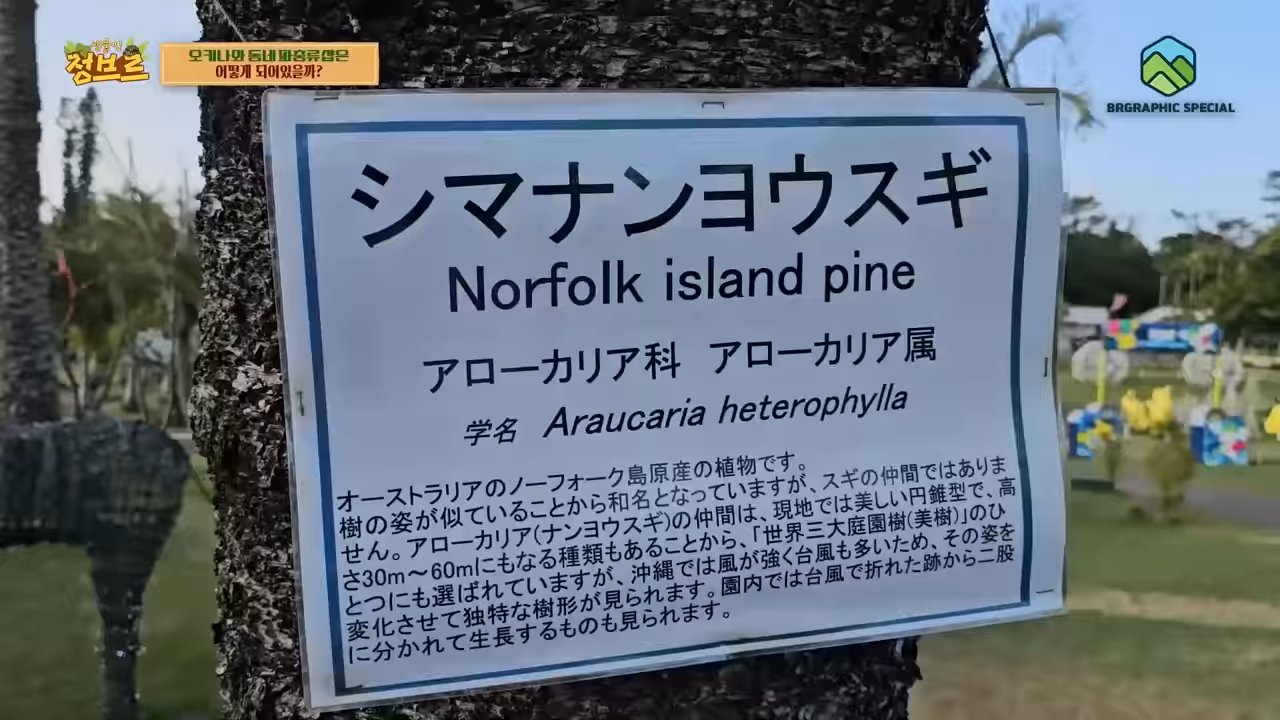 정브르
오키나와 동네 파충류샵은
어떻게 되어있을까?
BRGRAPHIC SPECIAL
シマナンヨウスギ
Norfolk island pine
アローカリア科 アローカリア属
学名 Araucaria heterophylla
オーストラリアのノーフォーク島原産の植物です。
樹の姿が似ていることから和名となっていますが、スギの仲間ではありま
せん。アローカリア(ナンヨウスギ)の仲間は、現地では美しい円錐型で、高
さ30m～60mにもなる種類もあることから、「世界三大庭園樹(美樹)」のひ
とつにも選ばれていますが、沖縄では風が強く台風も多いため、その姿を
変化させて独特な樹形が見られます。園内では台風で折れた跡から二股
に分かれて生長するものも見られます。